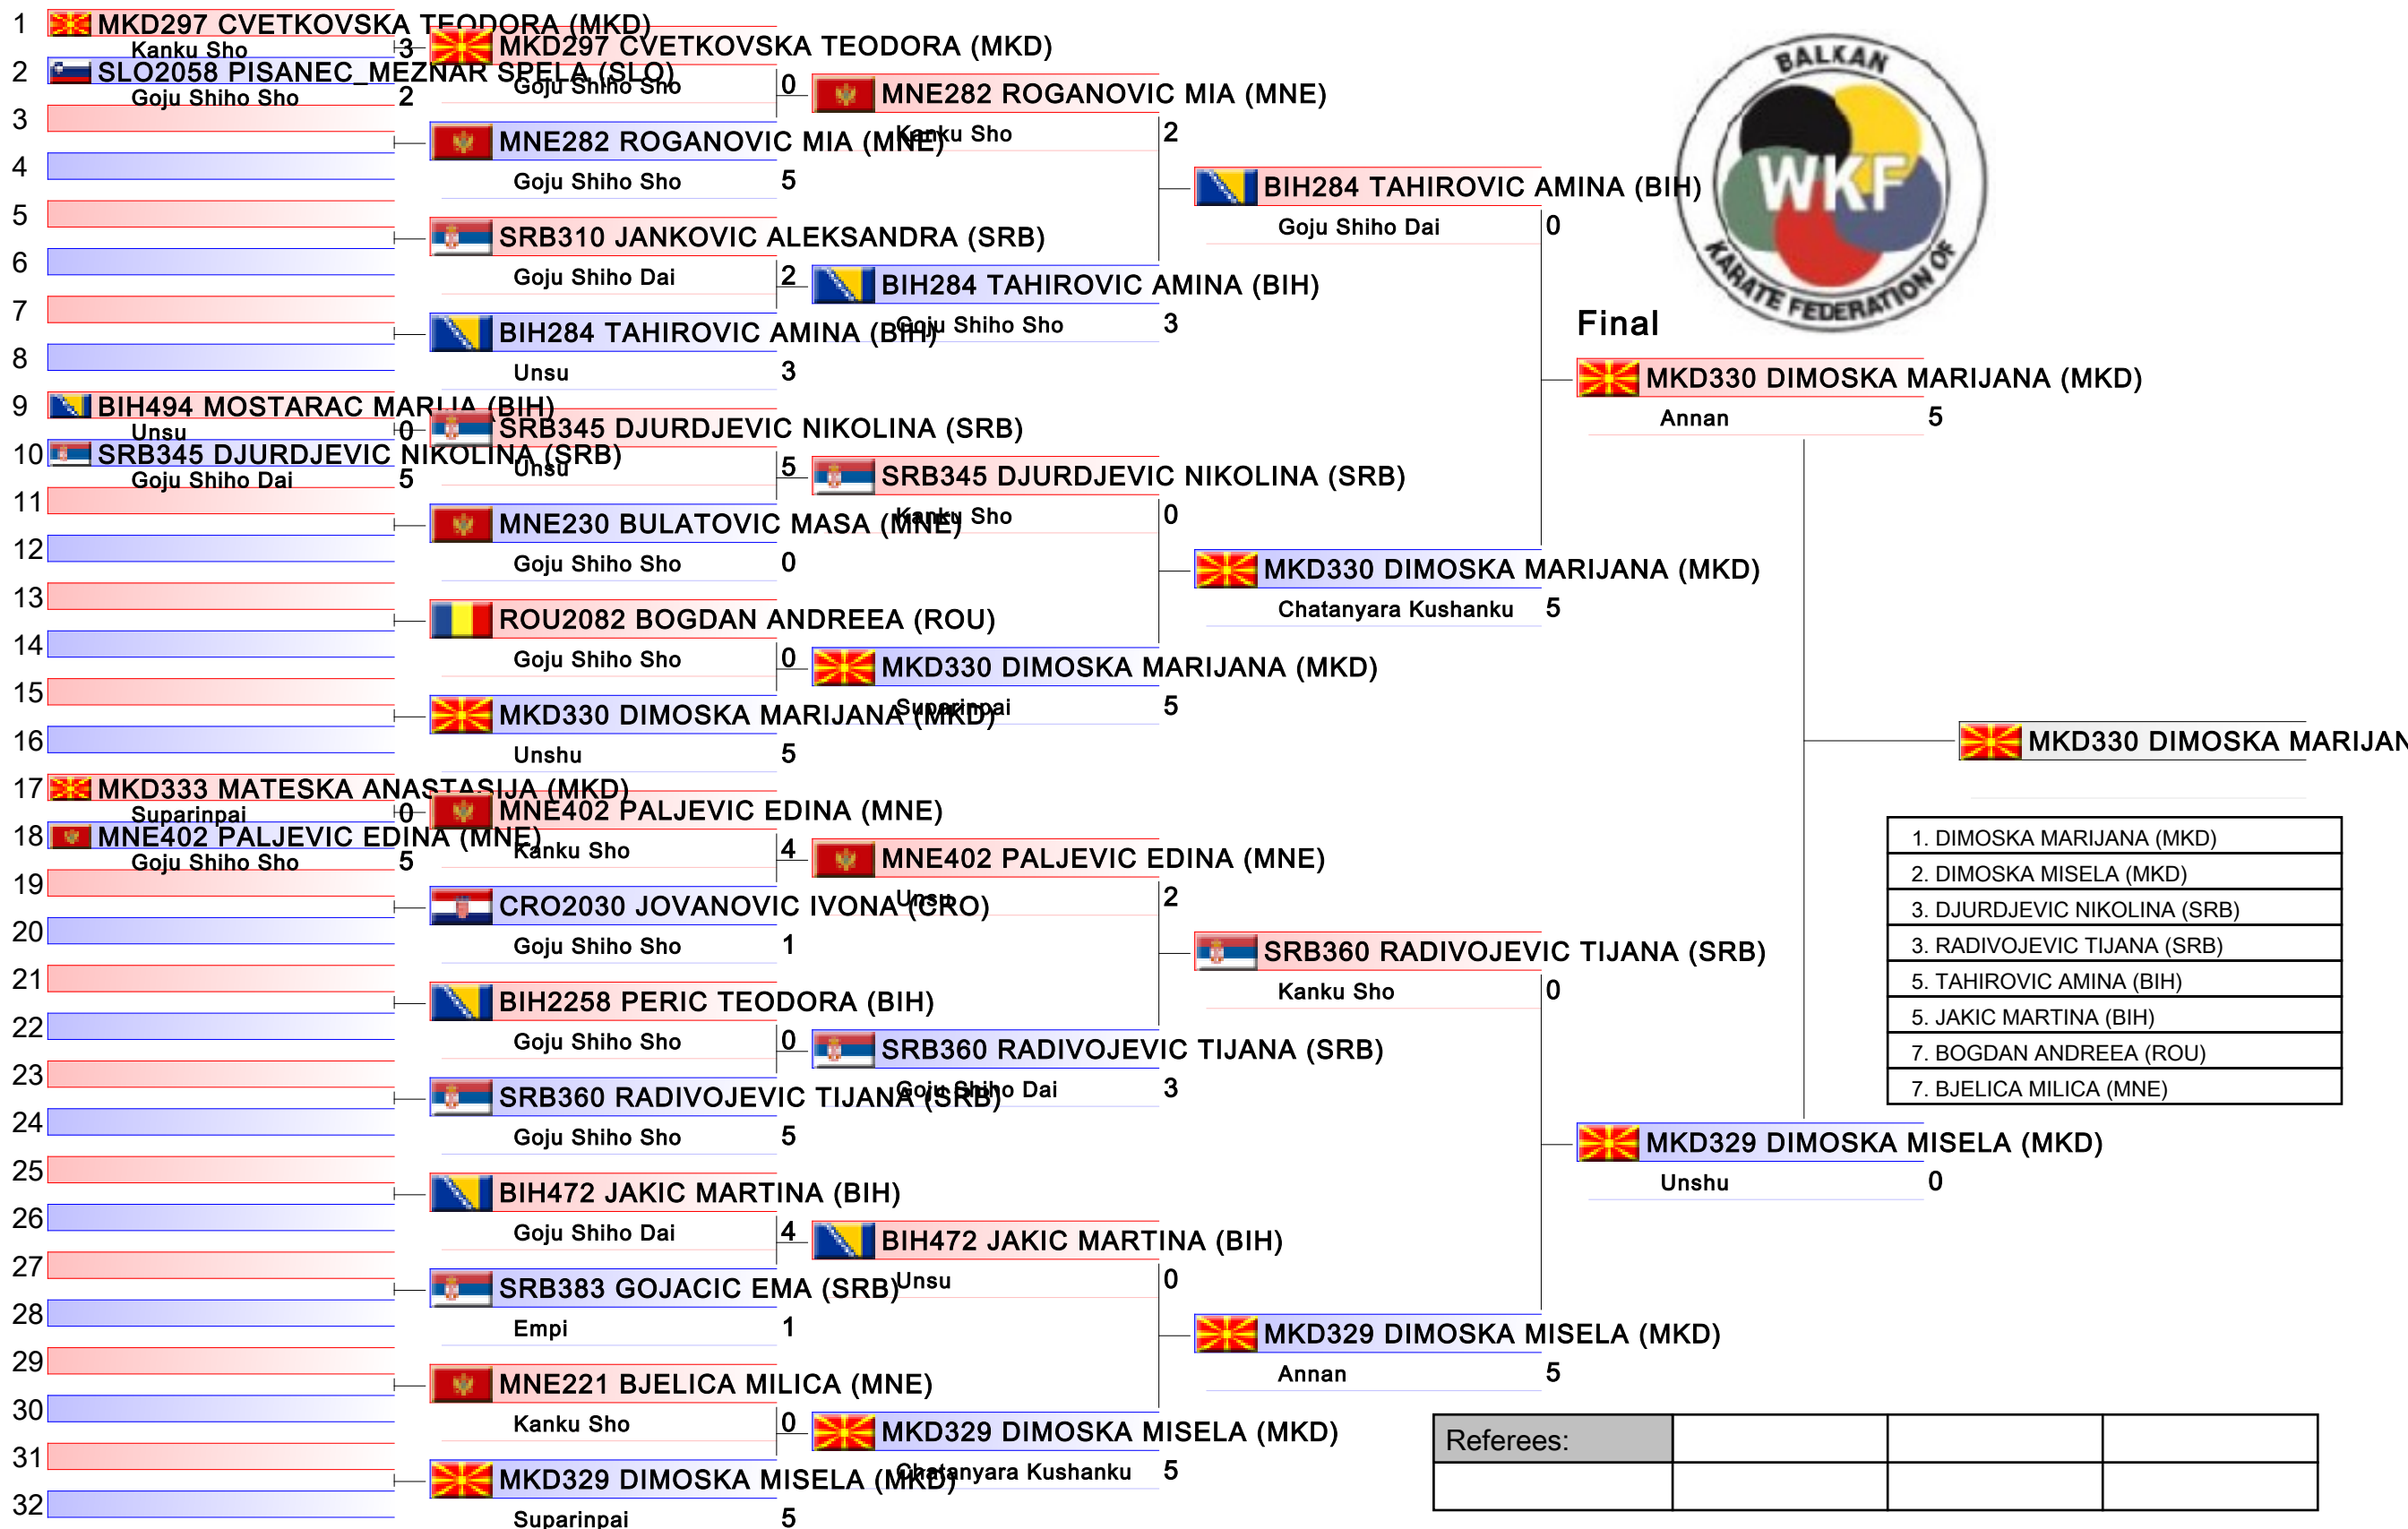 1 MKD297 CVETKOVSKA TEODORA (MKD)
Kanku Sho 3
2 SLO2058 PISANEC_MEZNAR SPELA (SLO)
Goju Shiho Sho 2
3
4
5
6
7
8
9 BIH494 MOSTARAC MARIJA (BIH)
Unsu 0
10 SRB345 DJURDJEVIC NIKOLINA (SRB)
Goju Shiho Dai 5
11
12
13
14
15
16
17 MKD333 MATESKA ANASTASIJA (MKD)
Suparinpai 0
18 MNE402 PALJEVIC EDINA (MNE)
Goju Shiho Sho 5
19
20
21
22
23
24
25
26
27
28
29
30
31
32
MKD297 CVETKOVSKA TEODORA (MKD)
Goju Shiho Sho 0
MNE282 ROGANOVIC MIA (MNE)
Goju Shiho Sho 5
SRB310 JANKOVIC ALEKSANDRA (SRB)
Goju Shiho Dai 2
BIH284 TAHIROVIC AMINA (BIH)
Unsu 3
SRB345 DJURDJEVIC NIKOLINA (SRB)
Unsu 5
MNE230 BULATOVIC MASA (MNE)
Goju Shiho Sho 0
ROU2082 BOGDAN ANDREEA (ROU)
Goju Shiho Sho 0
MKD330 DIMOSKA MARIJANA (MKD)
Unshu 5
MNE402 PALJEVIC EDINA (MNE)
Kanku Sho 4
CRO2030 JOVANOVIC IVONA (CRO)
Goju Shiho Sho 1
BIH2258 PERIC TEODORA (BIH)
Goju Shiho Sho 0
SRB360 RADIVOJEVIC TIJANA (SRB)
Goju Shiho Sho 5
BIH472 JAKIC MARTINA (BIH)
Goju Shiho Dai 4
SRB383 GOJACIC EMA (SRB)
Empi 1
MNE221 BJELICA MILICA (MNE)
Kanku Sho 0
MKD329 DIMOSKA MISELA (MKD)
Suparinpai 5
MNE282 ROGANOVIC MIA (MNE)
Kanku Sho 2
BIH284 TAHIROVIC AMINA (BIH)
Goju Shiho Sho 3
SRB345 DJURDJEVIC NIKOLINA (SRB)
Kanku Sho 0
MKD330 DIMOSKA MARIJANA (MKD)
Suparinpai 5
MNE402 PALJEVIC EDINA (MNE)
Unsu 2
SRB360 RADIVOJEVIC TIJANA (SRB)
Goju Shiho Dai 3
BIH472 JAKIC MARTINA (BIH)
Unsu 0
MKD329 DIMOSKA MISELA (MKD)
Chatanyara Kushanku 5
BIH284 TAHIROVIC AMINA (BIH)
Goju Shiho Dai 0
MKD330 DIMOSKA MARIJANA (MKD)
Chatanyara Kushanku 5
SRB360 RADIVOJEVIC TIJANA (SRB)
Kanku Sho 0
MKD329 DIMOSKA MISELA (MKD)
Annan 5
BALKAN
WKF
KARATE FEDERATION OF
Final
MKD330 DIMOSKA MARIJANA (MKD)
Annan 5
MKD329 DIMOSKA MISELA (MKD)
Unshu 0
MKD330 DIMOSKA MARIJAN
1. DIMOSKA MARIJANA (MKD)
2. DIMOSKA MISELA (MKD)
3. DJURDJEVIC NIKOLINA (SRB)
3. RADIVOJEVIC TIJANA (SRB)
5. TAHIROVIC AMINA (BIH)
5. JAKIC MARTINA (BIH)
7. BOGDAN ANDREEA (ROU)
7. BJELICA MILICA (MNE)
Referees: